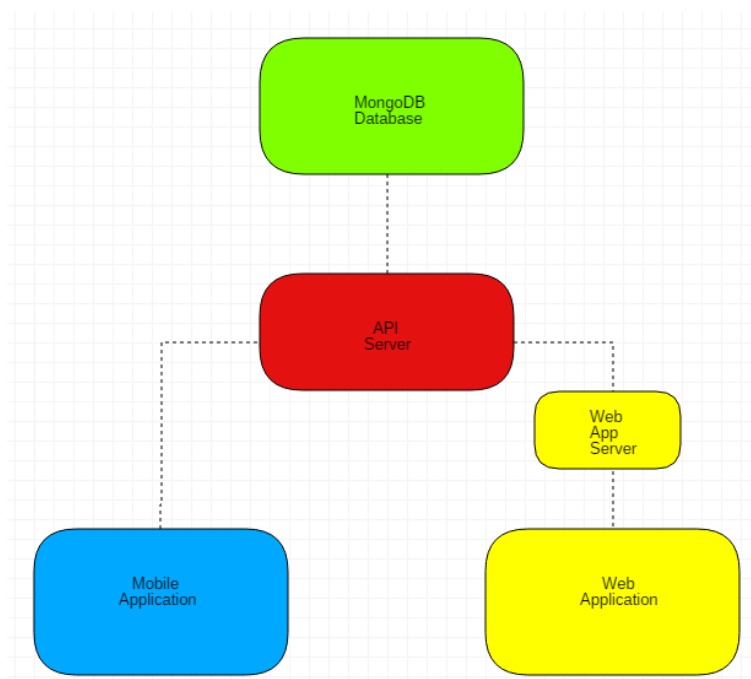 MongoDB
Database
API
Server
Web
App
Server
Mobile
Application
Web
Application